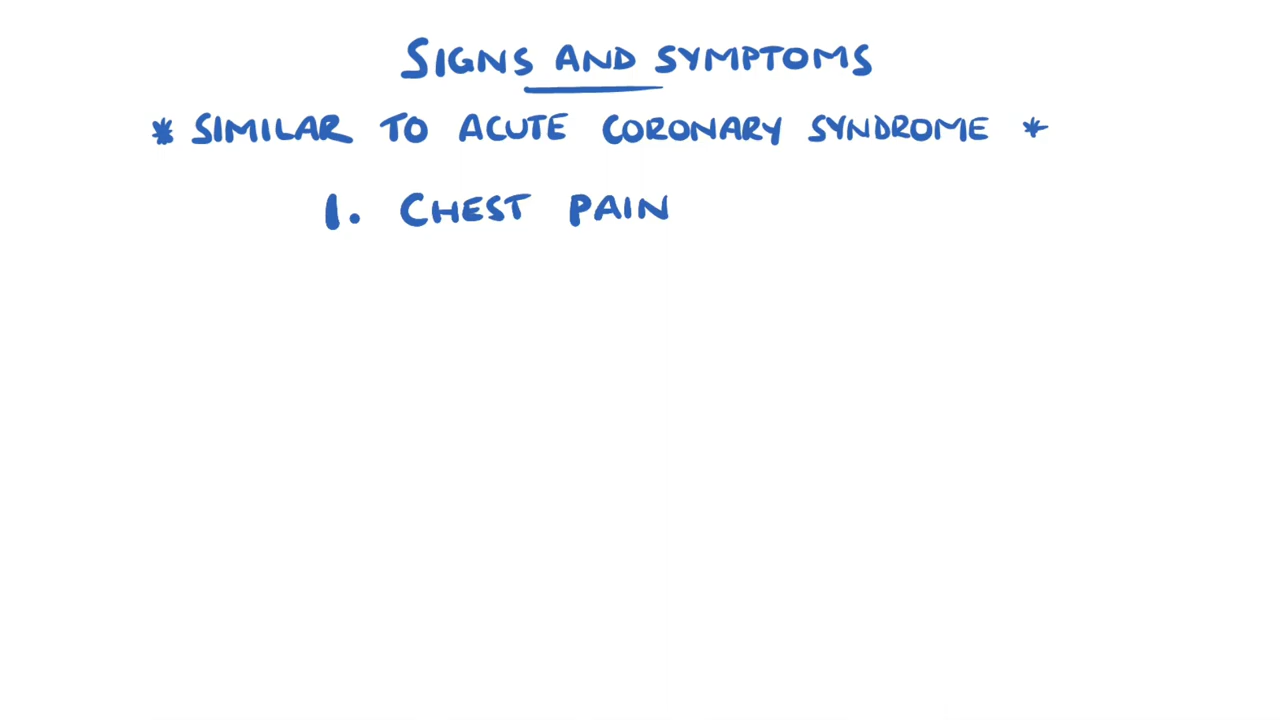 SIGNS AND SYMPTOMS
* SIMILAR TO ACUTE CORONARY SYNDROME *
1. CHEST PAIN